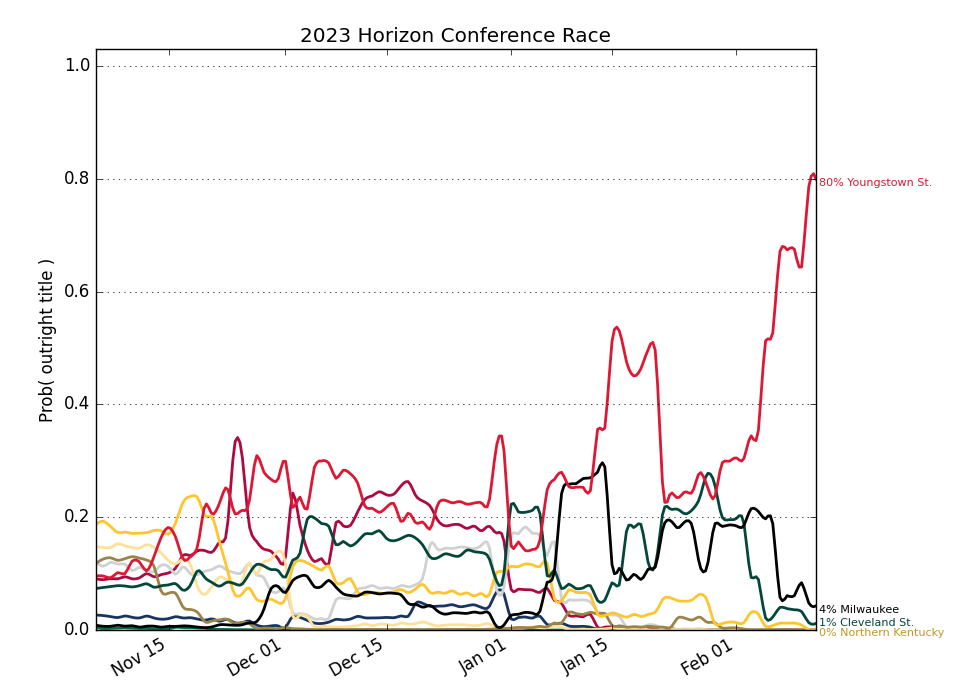 2023 Horizon Conference Race
Prob( outright title )
1.0
0.8
0.6
0.4
0.2
0.0
Nov 15
Dec 01
Dec 15
Jan 01
Jan 15
Feb 01
80% Youngstown St.
4% Milwaukee
1% Cleveland St.
0% Northern Kentucky